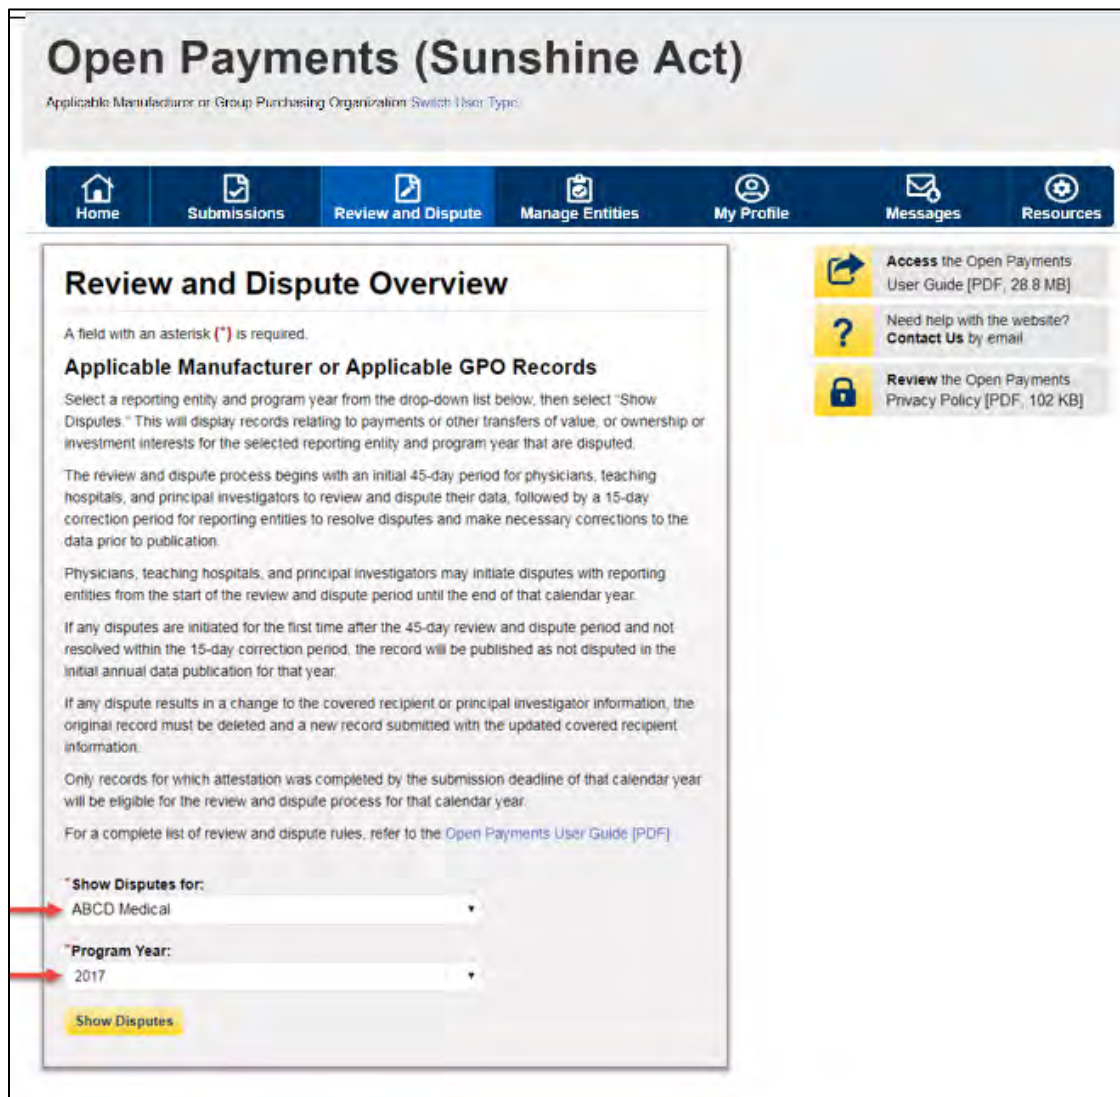 Open Payments (Sunshine Act)
Applicable Manufacturer or Group Purchasing Organization Switch User Type
Home
Submissions
Review and Dispute
Manage Entities
My Profile
Messages
Resources
Review and Dispute Overview
A field with an asterisk (*) is required.
Applicable Manufacturer or Applicable GPO Records
Select a reporting entity and program year from the drop-down list below, then select "Show
Disputes." This will display records relating to payments or other transfers of value, or ownership or
investment interests for the selected reporting entity and program year that are disputed.
The review and dispute process begins with an initial 45-day period for physicians, teaching
hospitals, and principal investigators to review and dispute their data, followed by a 15-day
correction period for reporting entities to resolve disputes and make necessary corrections to the
data prior to publication.
Physicians, teaching hospitals, and principal investigators may initiate disputes with reporting
entities from the start of the review and dispute period until the end of that calendar year.
If any disputes are initiated for the first time after the 45-day review and dispute period and not
resolved within the 15-day correction period, the record will be published as not disputed in the
initial annual data publication for that year.
If any dispute results in a change to the covered recipient or principal investigator information, the
original record must be deleted and a new record submitted with the updated covered recipient
information.
Only records for which attestation was completed by the submission deadline of that calendar year
will be eligible for the review and dispute process for that calendar year.
For a complete list of review and dispute rules, refer to the Open Payments User Guide [PDF]
*Show Disputes for:
ABCD Medical
*Program Year:
2017
Show Disputes
Access the Open Payments
User Guide [PDF, 28.8 MB]
Need help with the website?
Contact Us by email
Review the Open Payments
Privacy Policy [PDF, 102 KB]